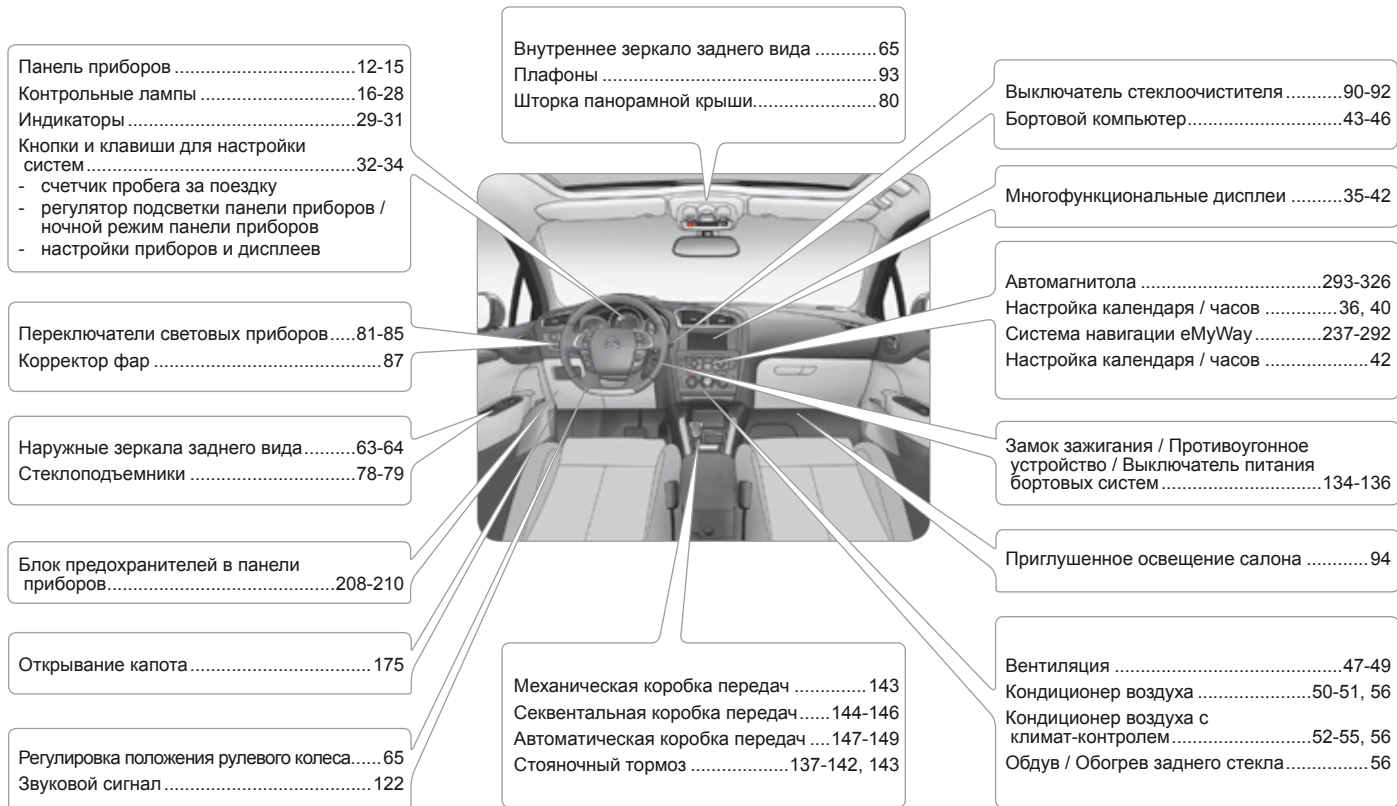 Панель приборов ................................12-15
Контрольные лампы ............................16-28
Индикаторы ........................................29-31
Кнопки и клавиши для настройки
систем ................................................32-34
- счетчик пробега за поездку
- регулятор подсветки панели приборов /
ночной режим панели приборов
- настройки приборов и дисплеев
Переключатели световых приборов .....81-85
Корректор фар ........................................87
Наружные зеркала заднего вида ..........63-64
Стеклоподъемники ..............................78-79
Блок предохранителей в панели
приборов..........................................208-210
Открывание капота .................................175
Регулировка положения рулевого колеса......65
Звуковой сигнал .....................................122
Внутреннее зеркало заднего вида ............65
Плафоны .................................................93
Шторка панорамной крыши.....................80
Механическая коробка передач ..............143
Секвентальная коробка передач ......144-146
Автоматическая коробка передач ....147-149
Стояночный тормоз ...................137-142, 143
Выключатель стеклоочистителя ...........90-92
Бортовой компьютер.............................43-46
Многофункциональные дисплеи ..........35-42
Автомагнитола ..................................293-326
Настройка календаря / часов ............36, 40
Система навигации eMyWay .............237-292
Настройка календаря / часов ...................42
Замок зажигания / Противоугонное
устройство / Выключатель питания
бортовых систем ...............................134-136
Приглушенное освещение салона ............94
Вентиляция .........................................47-49
Кондиционер воздуха .....................50-51, 56
Кондиционер воздуха с
климат-контролем .........................52-55, 56
Обдув / Обогрев заднего стекла................56